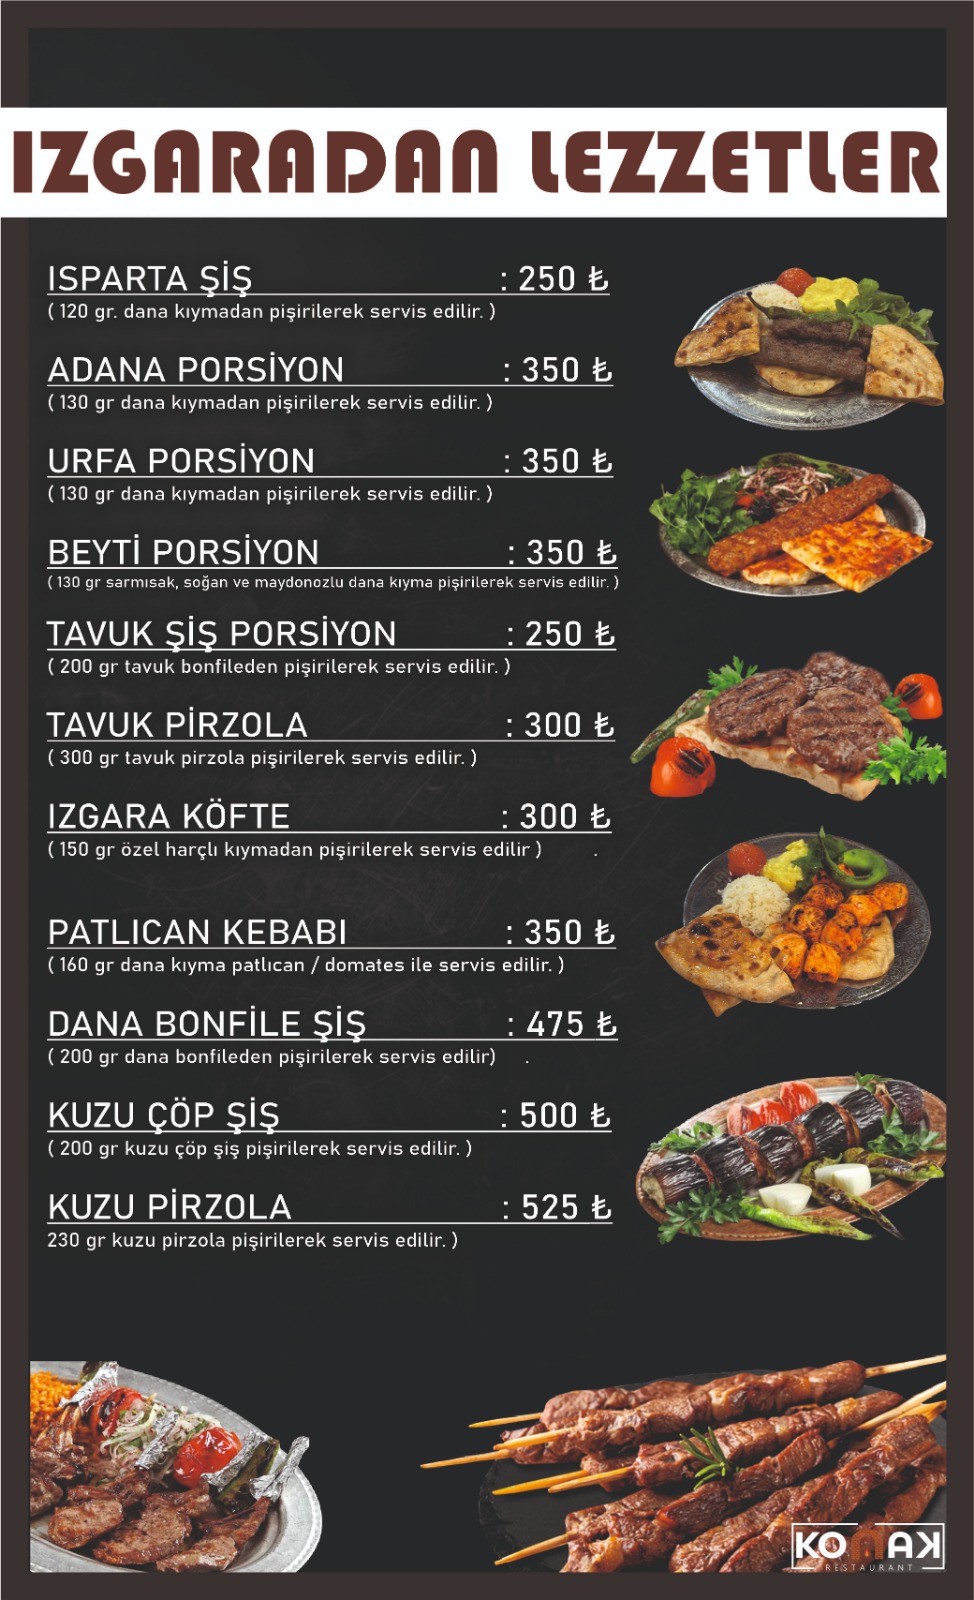 IZGARADAN LEZZETLER
ISPARTA ŞİŞ : 250 ₺
( 120 gr. dana kıymadan pişirilerek servis edilir. )
ADANA PORSİYON : 350 ₺
( 130 gr dana kıymadan pişirilerek servis edilir. )
URFA PORSİYON : 350 ₺
( 130 gr dana kıymadan pişirilerek servis edilir. )
BEYTİ PORSİYON : 350 ₺
( 130 gr sarmısak, soğan ve maydonozlu dana kıyma pişirilerek servis edilir. )
TAVUK ŞİŞ PORSİYON : 250 ₺
( 200 gr tavuk bonfileden pişirilerek servis edilir. )
TAVUK PİRZOLA : 300 ₺
( 300 gr tavuk pirzola pişirilerek servis edilir. )
IZGARA KÖFTE : 300 ₺
( 150 gr özel harçlı kıymadan pişirilerek servis edilir ) .
PATLICAN KEBABI : 350 ₺
( 160 gr dana kıyma patlıcan / domates ile servis edilir. )
DANA BONFİLE ŞİŞ : 475 ₺
( 200 gr dana bonfileden pişirilerek servis edilir) .
KUZU ÇÖP ŞİŞ : 500 ₺
( 200 gr kuzu çöp şiş pişirilerek servis edilir. )
KUZU PİRZOLA : 525 ₺
230 gr kuzu pirzola pişirilerek servis edilir. )
KOMAK
RESTAURANT